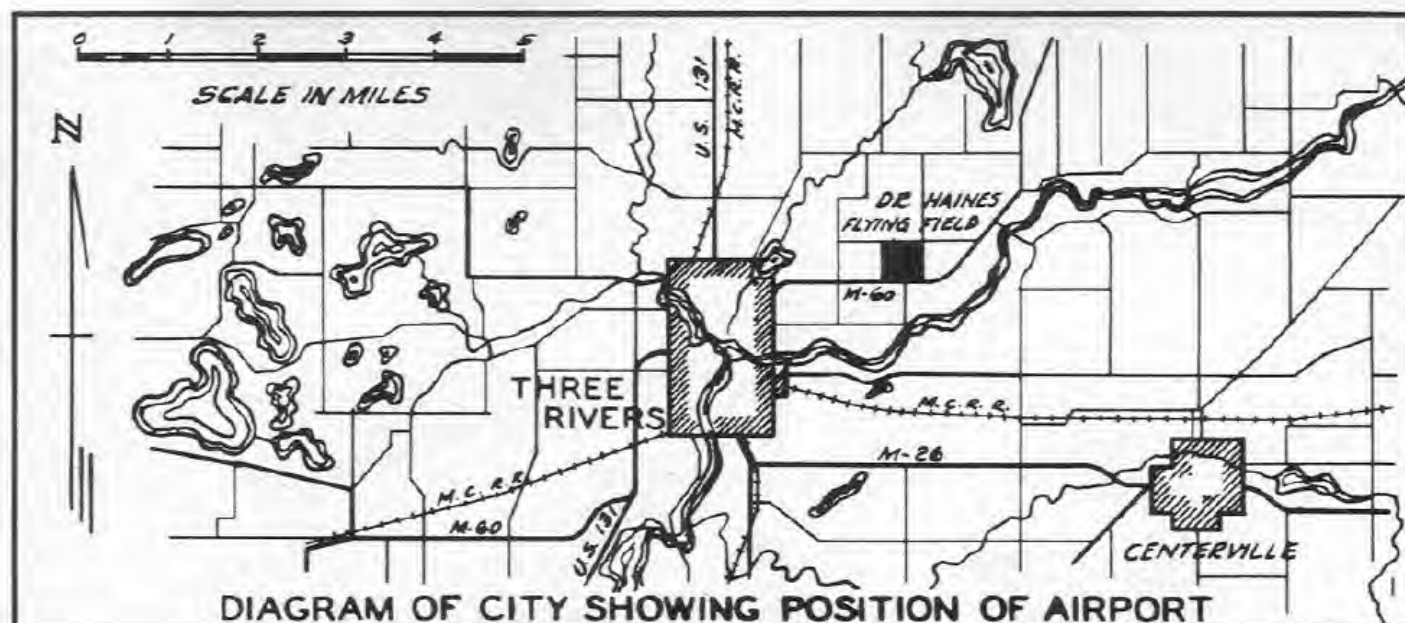 0 1 2 3 4 5
SCALE IN MILES
N
U.S. 131
M.C.R.R.
DR HAINES
FLYING FIELD
M-60
THREE
RIVERS
M.C.R.R.
M-26
M.C.R.R.
M-60
U.S. 131
CENTERVILLE
DIAGRAM OF CITY SHOWING POSITION OF AIRPORT